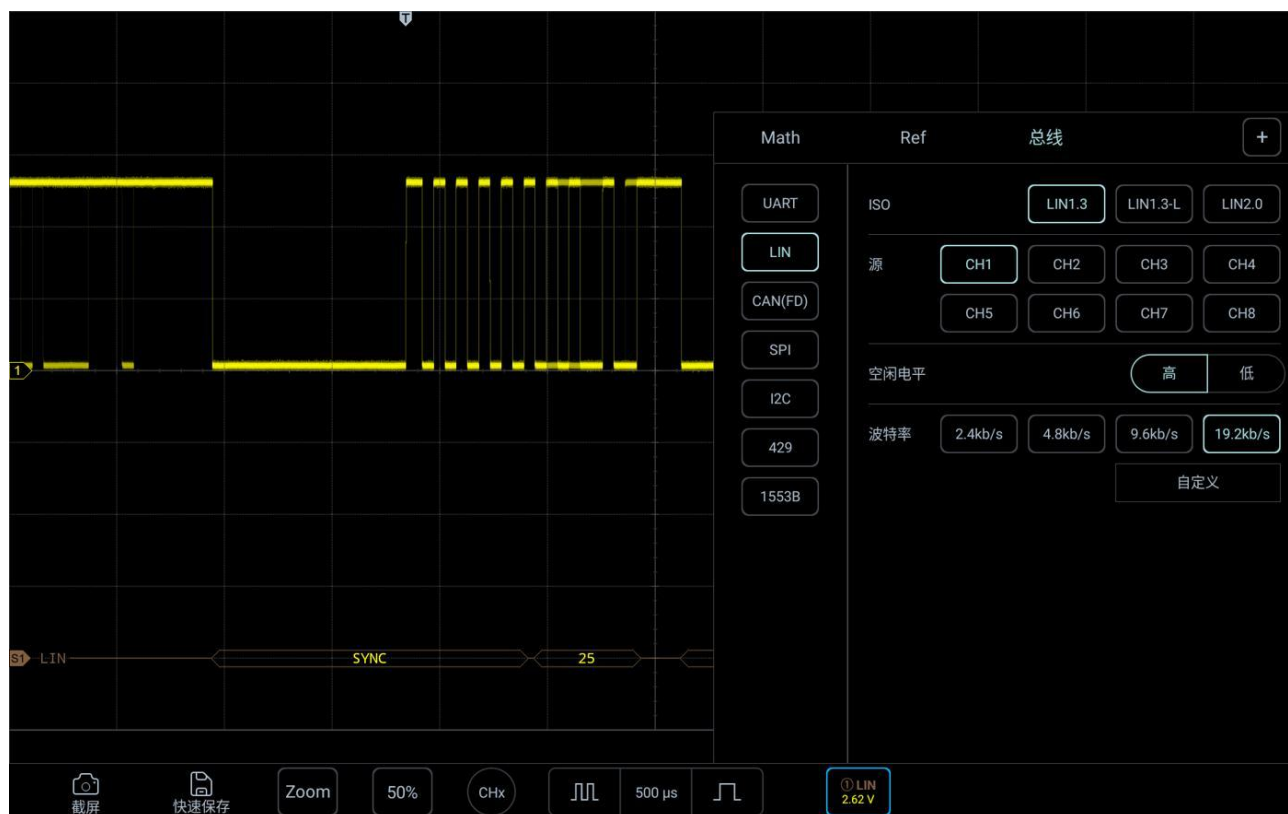 T
Math Ref 总线 +
UART
LIN
CAN(FD)
SPI
I2C
429
1553B
ISO LIN1.3 LIN1.3-L LIN2.0
源 CH1 CH2 CH3 CH4
CH5 CH6 CH7 CH8
空闲电平 高 低
波特率 2.4kb/s 4.8kb/s 9.6kb/s 19.2kb/s
自定义
1
S1 LIN SYNC 25
截屏 快速保存 Zoom 50% CHx 500 μs
① LIN
2.62 V